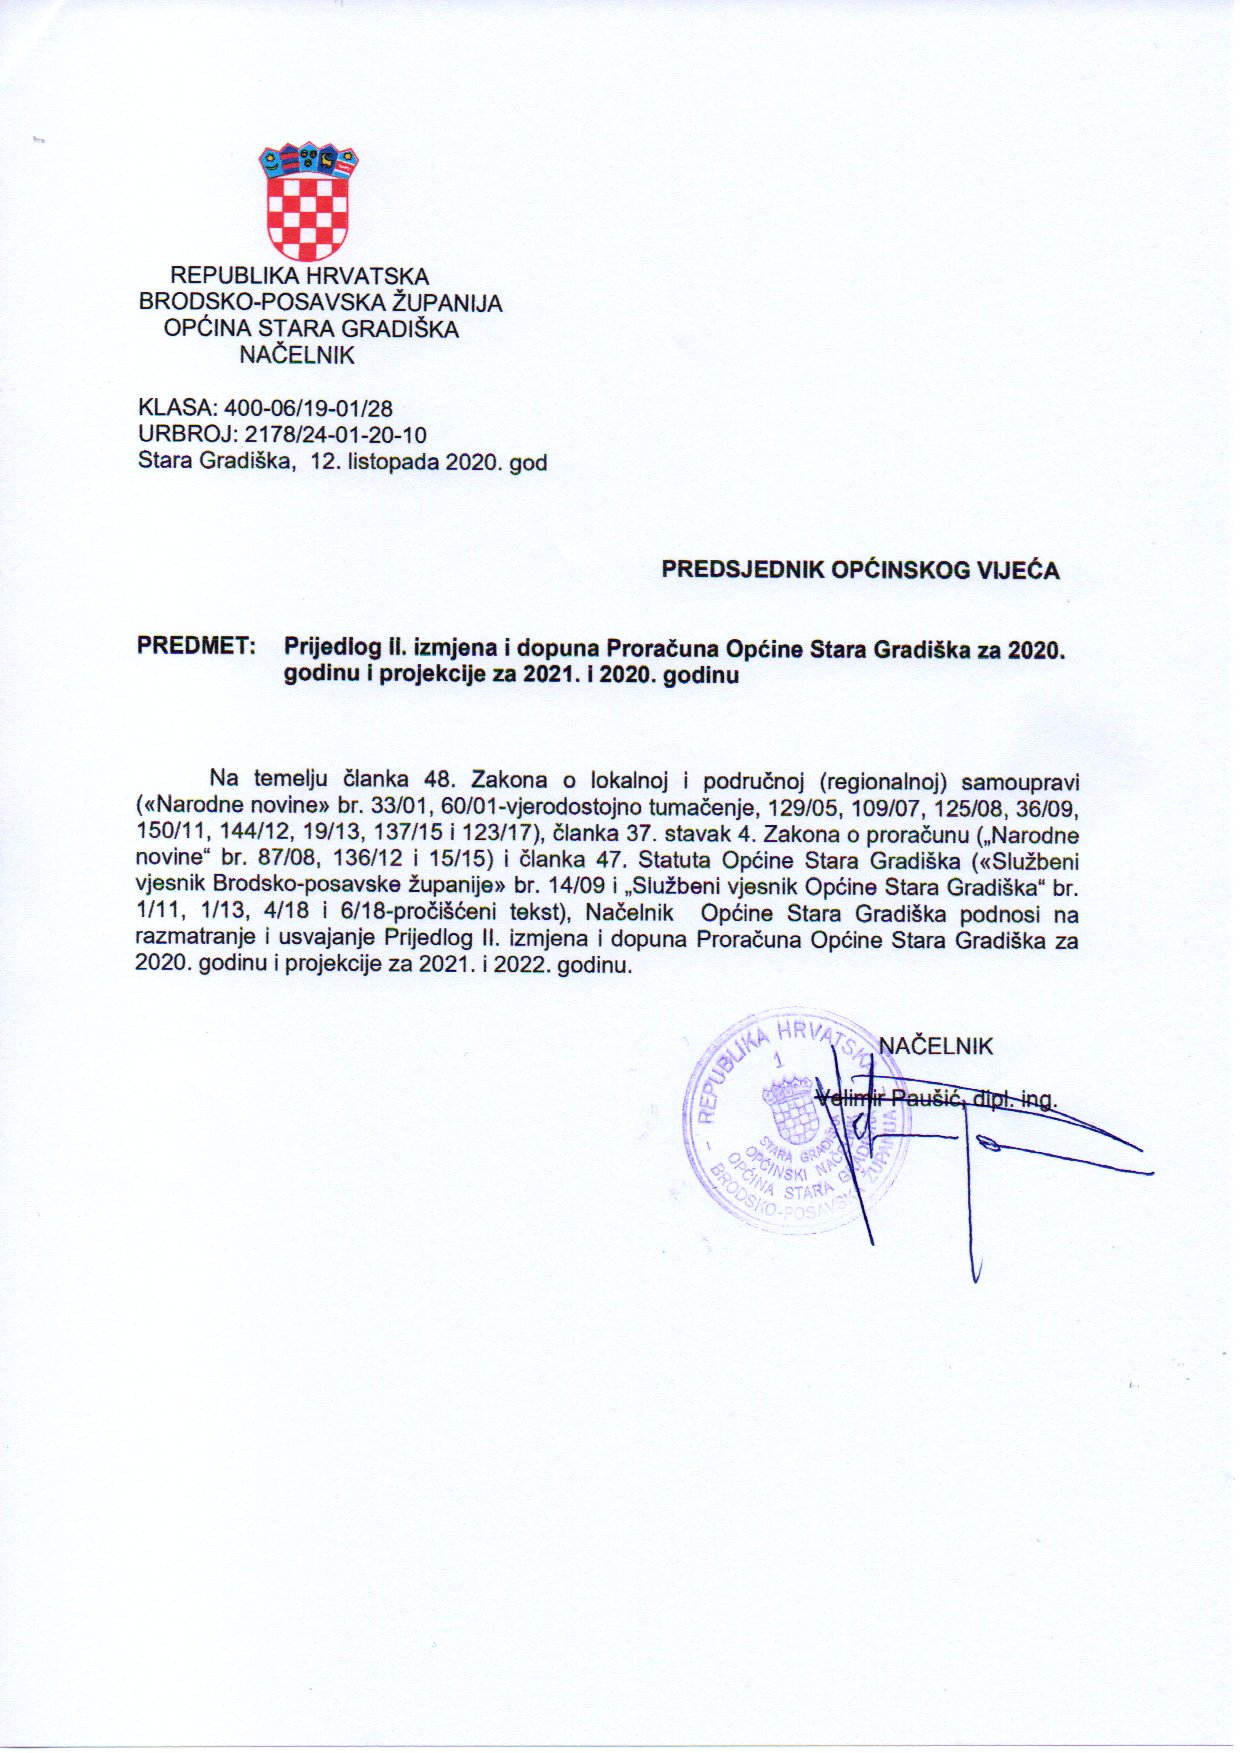 REPUBLIKA HRVATSKA
BRODSKO-POSAVSKA ŽUPANIJA
OPĆINA STARA GRADIŠKA
NAČELNIK
KLASA: 400-06/19-01/28
URBROJ: 2178/24-01-20-10
Stara Gradiška,  12. listopada 2020. god
PREDSJEDNIK OPĆINSKOG VIJEĆA
PREDMET: Prijedlog II. izmjena i dopuna Proračuna Općine Stara Gradiška za 2020.
godinu i projekcije za 2021. i 2020. godinu
Na temelju članka 48. Zakona o lokalnoj i područnoj (regionalnoj) samoupravi
(«Narodne novine» br. 33/01, 60/01-vjerodostojno tumačenje, 129/05, 109/07, 125/08, 36/09,
150/11, 144/12, 19/13, 137/15 i 123/17), članka 37. stavak 4. Zakona o proračunu („Narodne
novine“ br. 87/08, 136/12 i 15/15) i članka 47. Statuta Općine Stara Gradiška («Službeni
vjesnik Brodsko-posavske županije» br. 14/09 i „Službeni vjesnik Općine Stara Gradiška“ br.
1/11, 1/13, 4/18 i 6/18-pročišćeni tekst), Načelnik  Općine Stara Gradiška podnosi na
razmatranje i usvajanje Prijedlog II. izmjena i dopuna Proračuna Općine Stara Gradiška za
2020. godinu i projekcije za 2021. i 2022. godinu.
NAČELNIK
Velimir Paušić, dipl. ing.
REPUBLIKA HRVATSKA
1
STARA GRADIŠKA
OPĆINSKI NAČELNIK
OPĆINA STARA GRADIŠKA
BRODSKO-POSAVSKA ŽUPANIJA